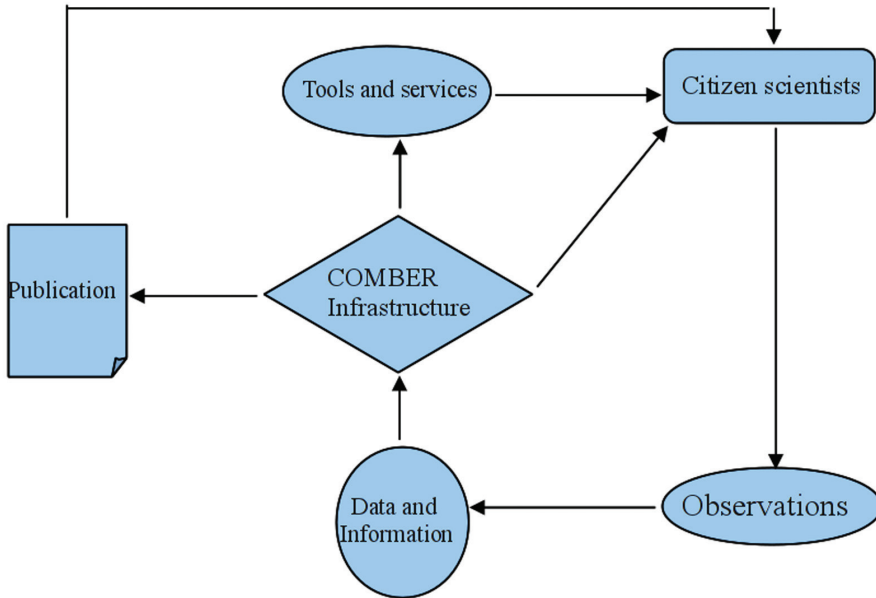 Tools and services
Citizen scientists
Publication
COMBER
Infrastructure
Data and
Information
Observations